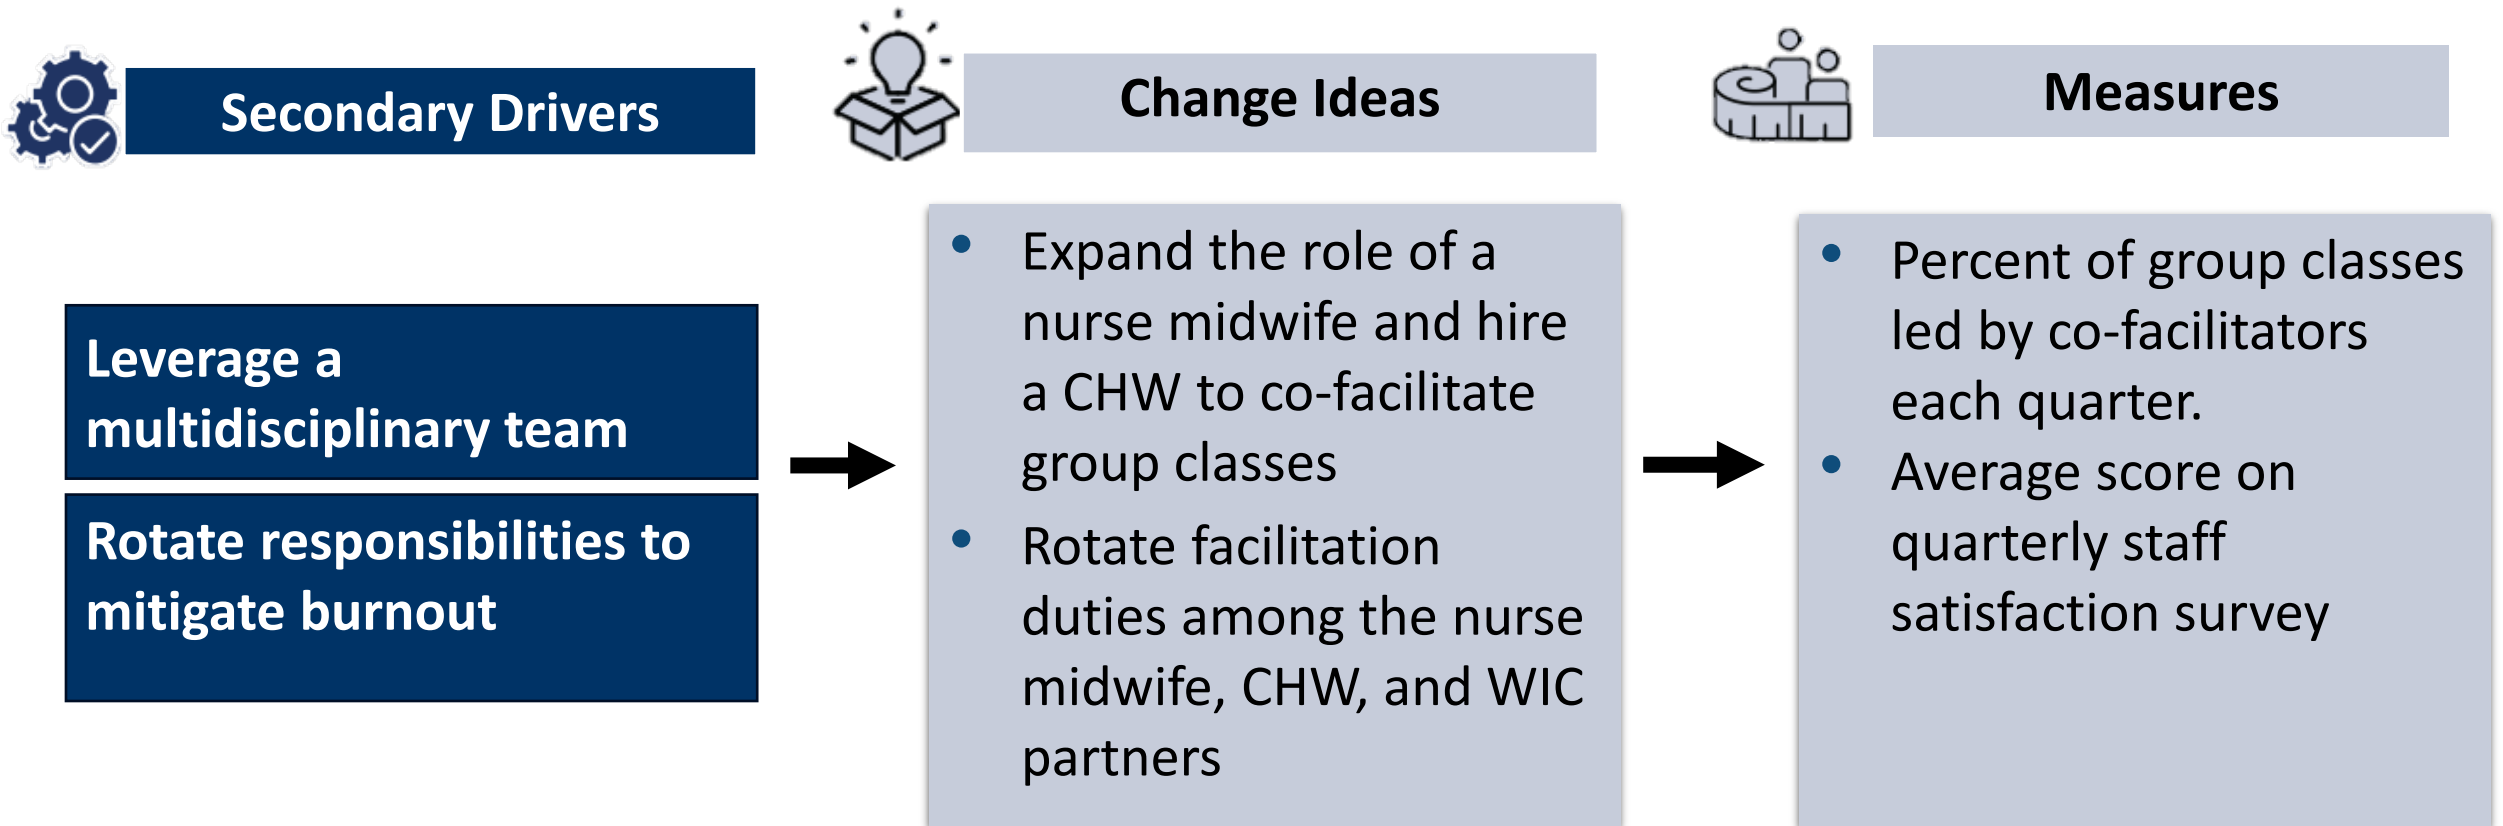 Secondary Drivers
Change Ideas
Measures
Leverage a
multidisciplinary team
Rotate responsibilities to
mitigate burnout
• Expand the role of a
nurse midwife and hire
a CHW to co-facilitate
group classes
• Rotate facilitation
duties among the nurse
midwife, CHW, and WIC
partners
• Percent of group classes
led by co-facilitators
each quarter.
• Average score on
quarterly staff
satisfaction survey